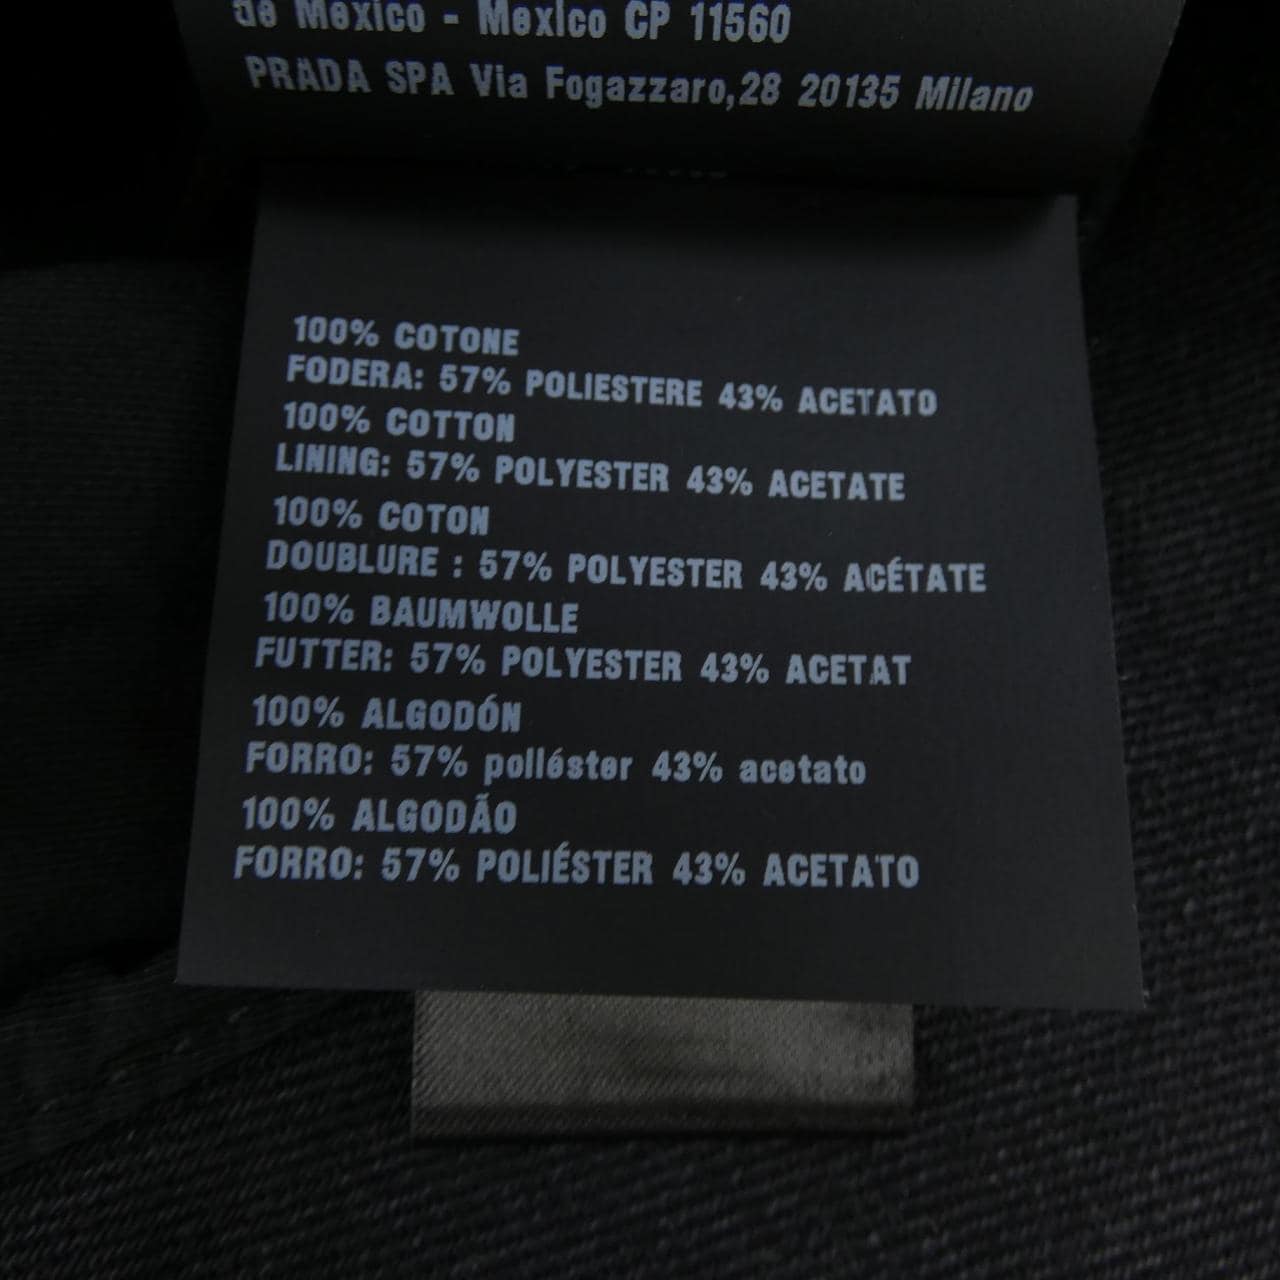 de Mexico - Mexico CP 11560
PRADA SPA Via Fogazzaro,28 20135 Milano
100% COTONE
FODERA: 57% POLIESTERE 43% ACETATO
100% COTTON
LINING: 57% POLYESTER 43% ACETATE
100% COTON
DOUBLURE : 57% POLYESTER 43% ACÉTATE
100% BAUMWOLLE
FUTTER: 57% POLYESTER 43% ACETAT
100% ALGODÓN
FORRO: 57% poliéster 43% acetato
100% ALGODÃO
FORRO: 57% POLIÉSTER 43% ACETATO